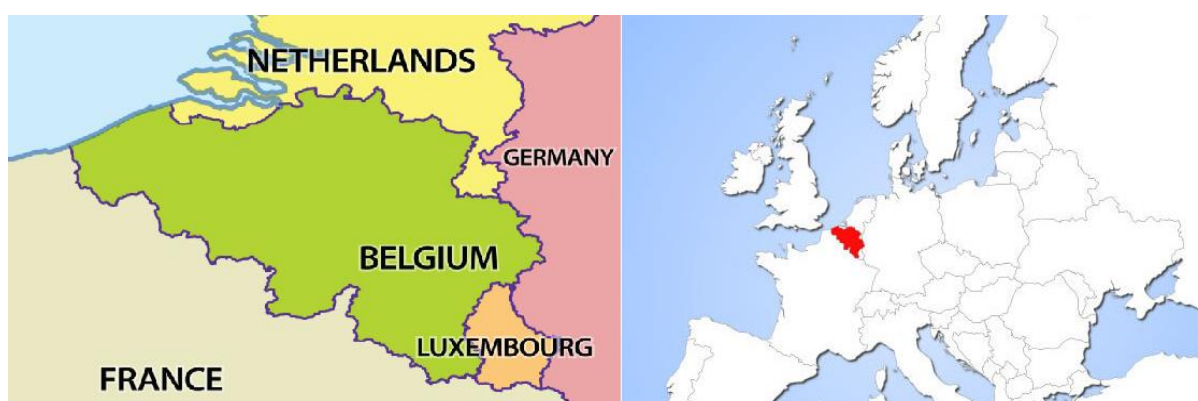 NETHERLANDS
GERMANY
BELGIUM
LUXEMBOURG
FRANCE